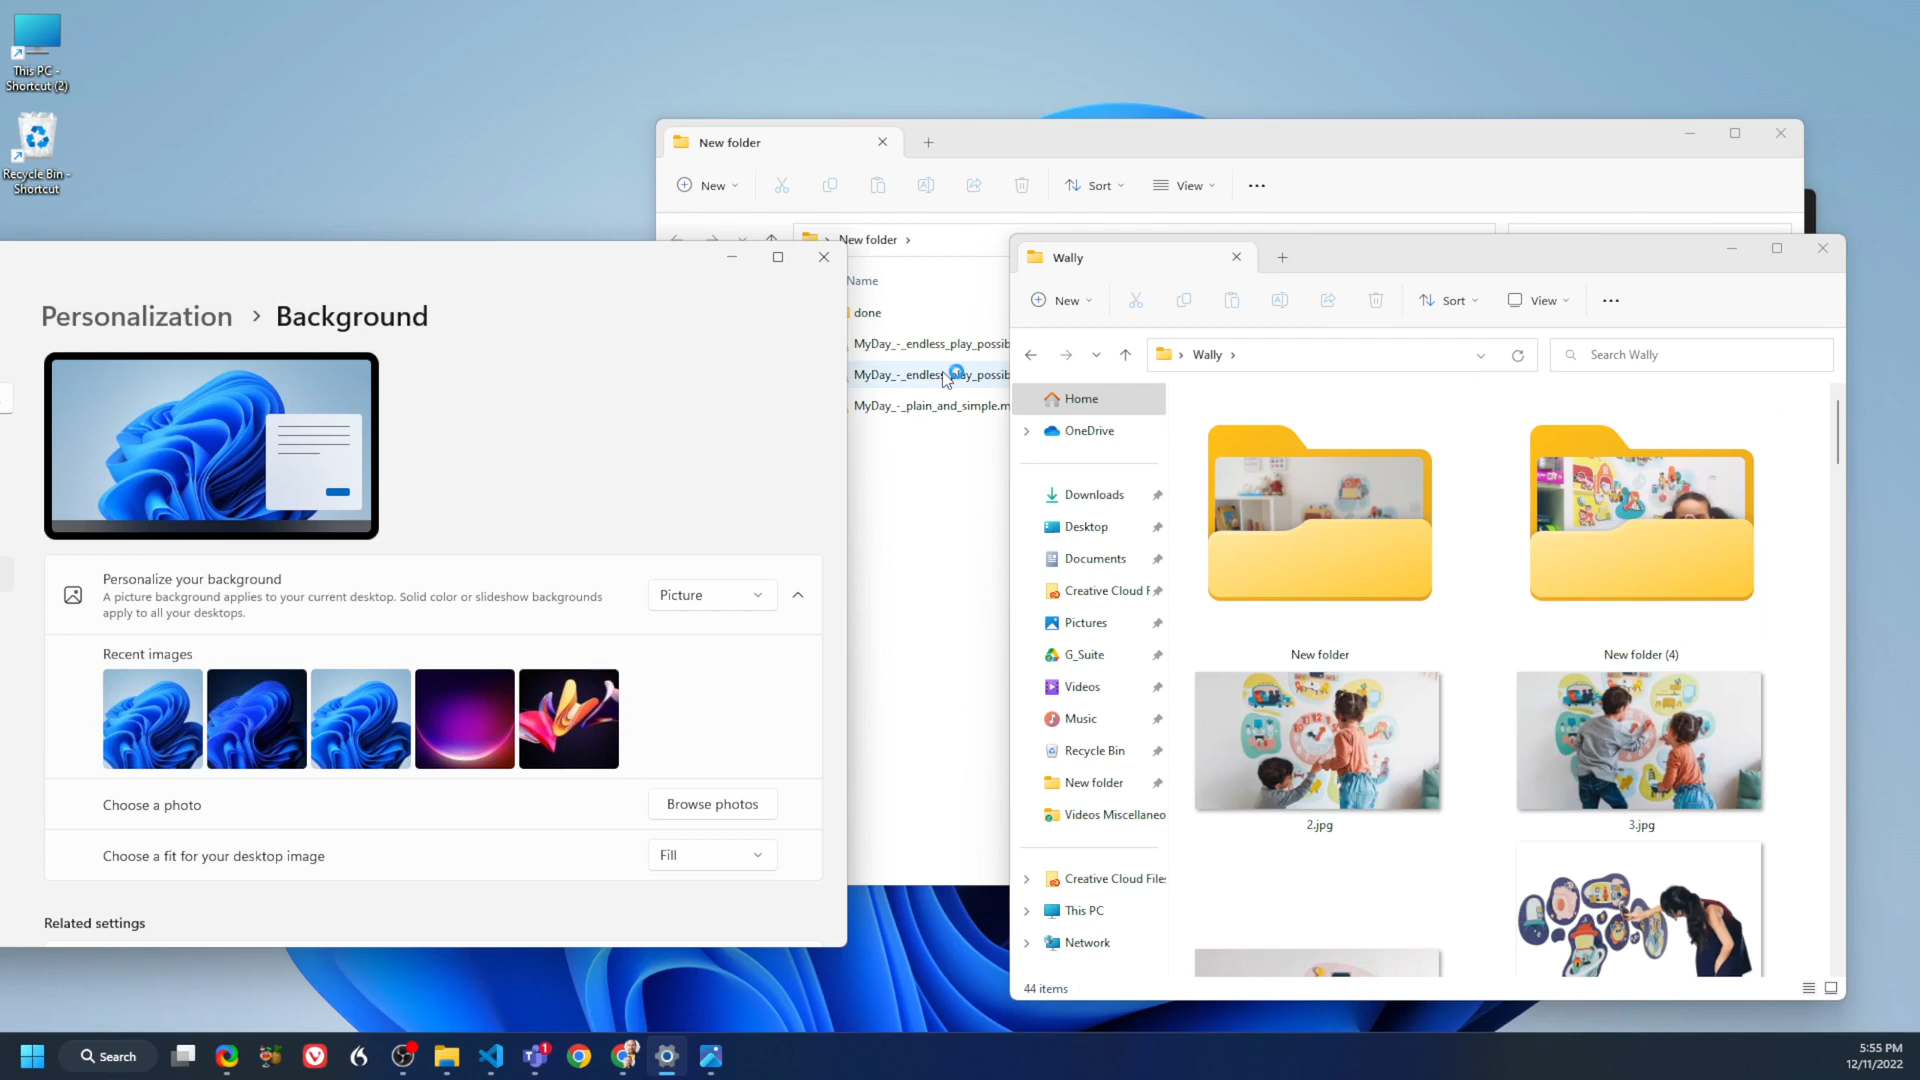 This PC -
Shortcut (2)
Recycle Bin -
Shortcut
New folder
New
Sort
View
New folder
Name
done
MyDay_-_endless_play_possib
MyDay_-_plain_and_simple.m
Personalization > Background
Personalize your background
A picture background applies to your current desktop. Solid color or slideshow backgrounds
apply to all your desktops.
Picture
Recent images
Choose a photo
Browse photos
Choose a fit for your desktop image
Fill
Related settings
Wally
New
Sort
View
Wally
Search Wally
Home
OneDrive
Downloads
Desktop
Documents
Creative Cloud F
Pictures
G_Suite
Videos
Music
Recycle Bin
New folder
Videos Miscellaneo
Creative Cloud Files
This PC
Network
New folder
New folder (4)
2.jpg
3.jpg
44 items
Search
1
5:55 PM
12/11/2022